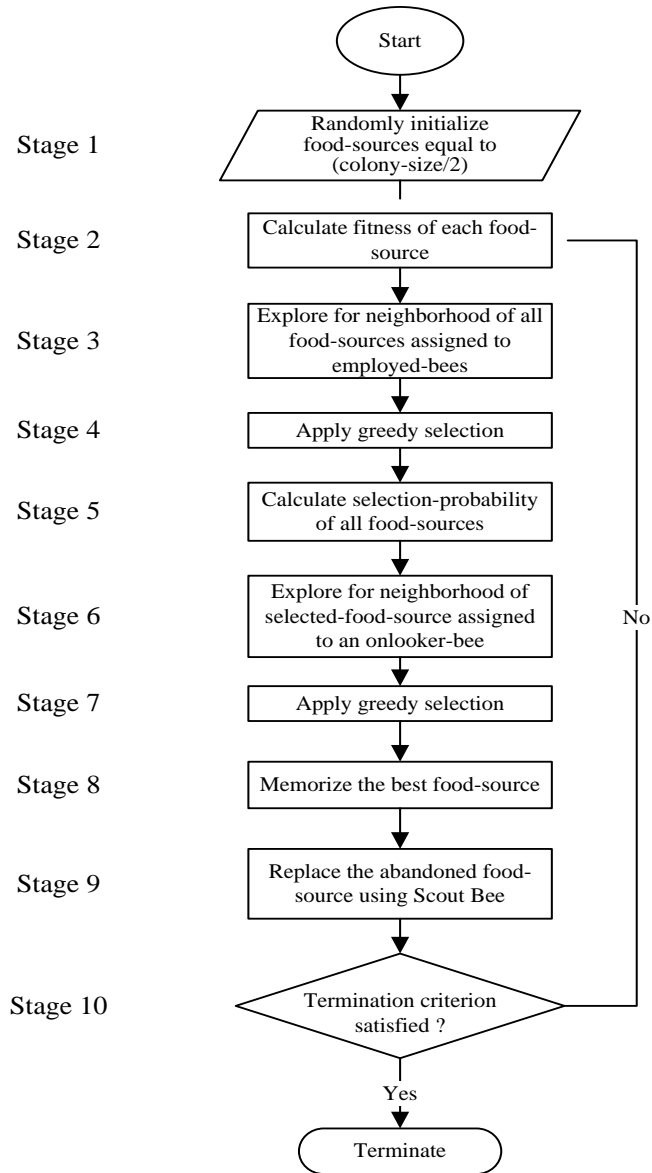 Start
Stage 1
Randomly initialize
food-sources equal to
(colony-size/2)
Stage 2
Calculate fitness of each food-
source
Stage 3
Explore for neighborhood of all
food-sources assigned to
employed-bees
Stage 4
Apply greedy selection
Stage 5
Calculate selection-probability
of all food-sources
Stage 6
Explore for neighborhood of
selected-food-source assigned
to an onlooker-bee
No
Stage 7
Apply greedy selection
Stage 8
Memorize the best food-source
Stage 9
Replace the abandoned food-
source using Scout Bee
Stage 10
Termination criterion
satisfied ?
Yes
Terminate